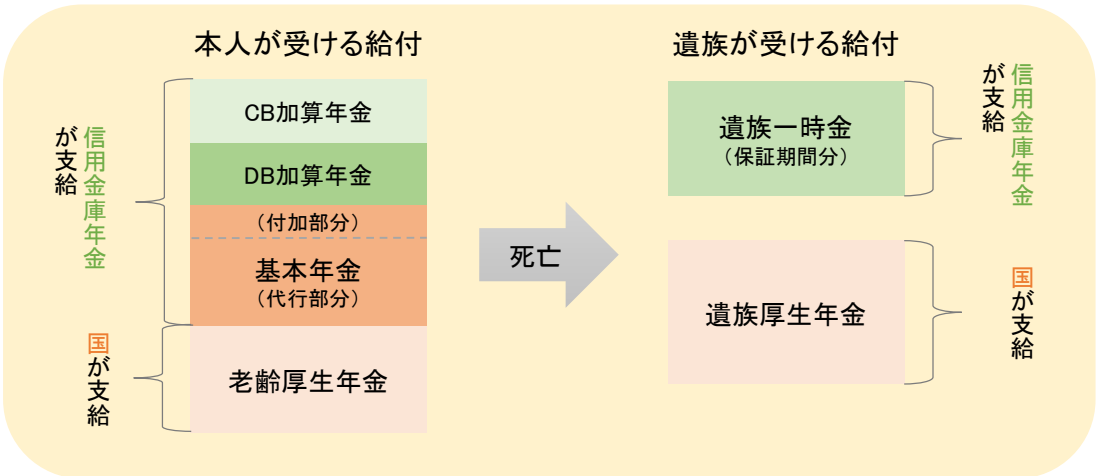 本人が受ける給付
信用金庫年金
が支給
CB加算年金
DB加算年金
（付加部分）
基本年金
（代行部分）
国が支給
老齢厚生年金
死亡
遺族が受ける給付
遺族一時金
（保証期間分）
信用金庫年金
が支給
遺族厚生年金
国が支給